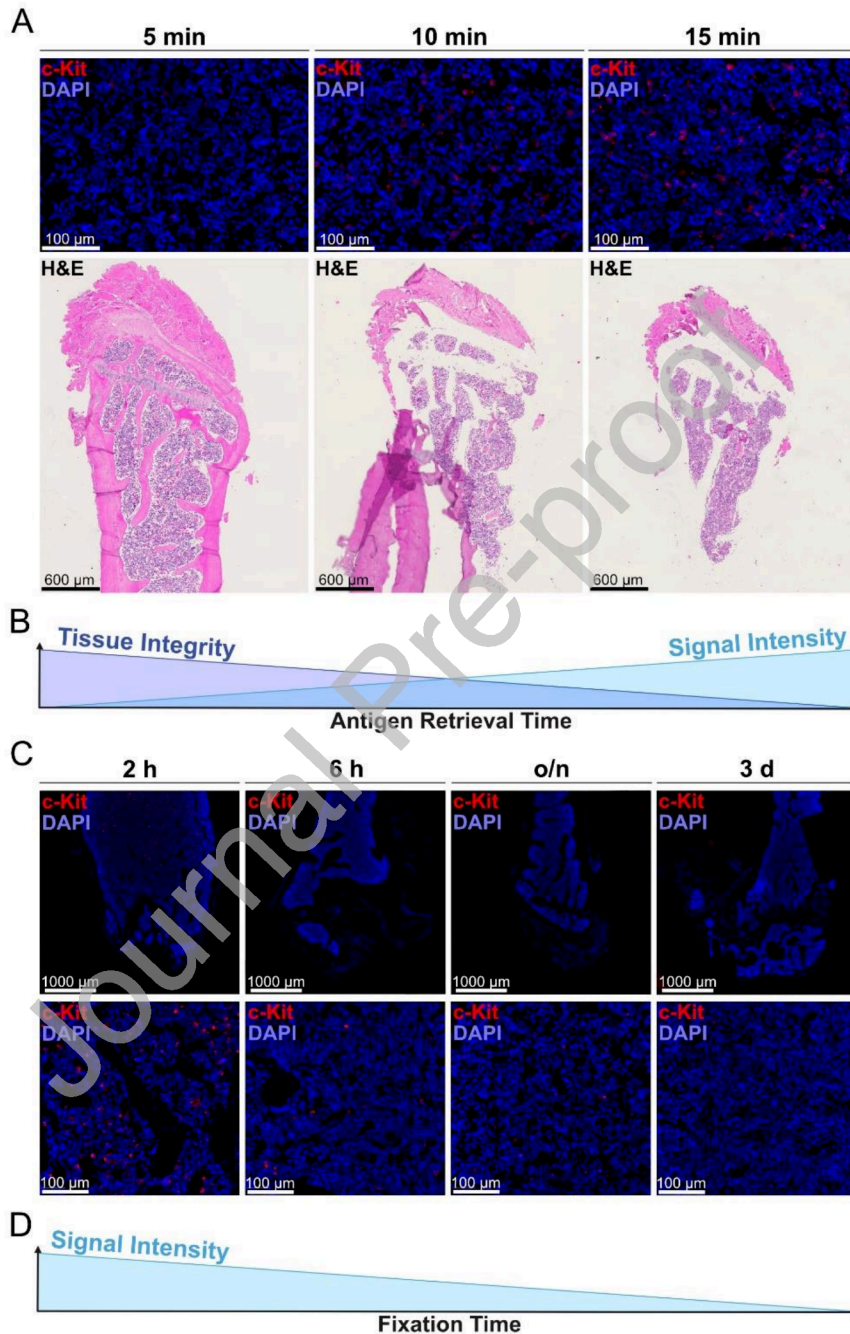 A
5 min 10 min 15 min
c-Kit c-Kit c-Kit
DAPI DAPI DAPI
100 µm 100 µm 100 µm
H&E H&E H&E
600 µm 600 µm 600 µm
B
Tissue Integrity Signal Intensity
Antigen Retrieval Time
C
2 h 6 h o/n 3 d
c-Kit c-Kit c-Kit c-Kit
DAPI DAPI DAPI DAPI
1000 µm 1000 µm 1000 µm 1000 µm
c-Kit c-Kit c-Kit c-Kit
DAPI DAPI DAPI DAPI
100 µm 100 µm 100 µm 100 µm
D
Signal Intensity
Fixation Time
Journal Pre-proof